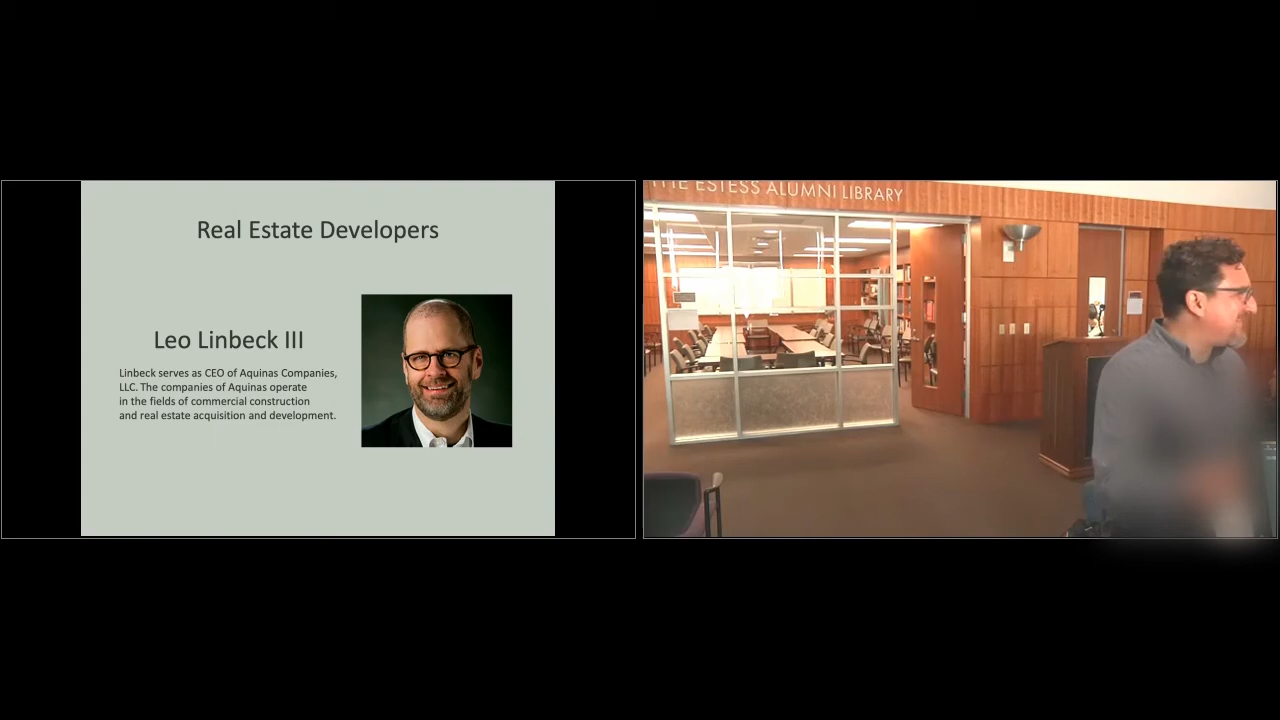 Real Estate Developers
Leo Linbeck III
Linbeck serves as CEO of Aquinas Companies,
LLC. The companies of Aquinas operate
in the fields of commercial construction
and real estate acquisition and development.
THE ESTESS ALUMNI LIBRARY